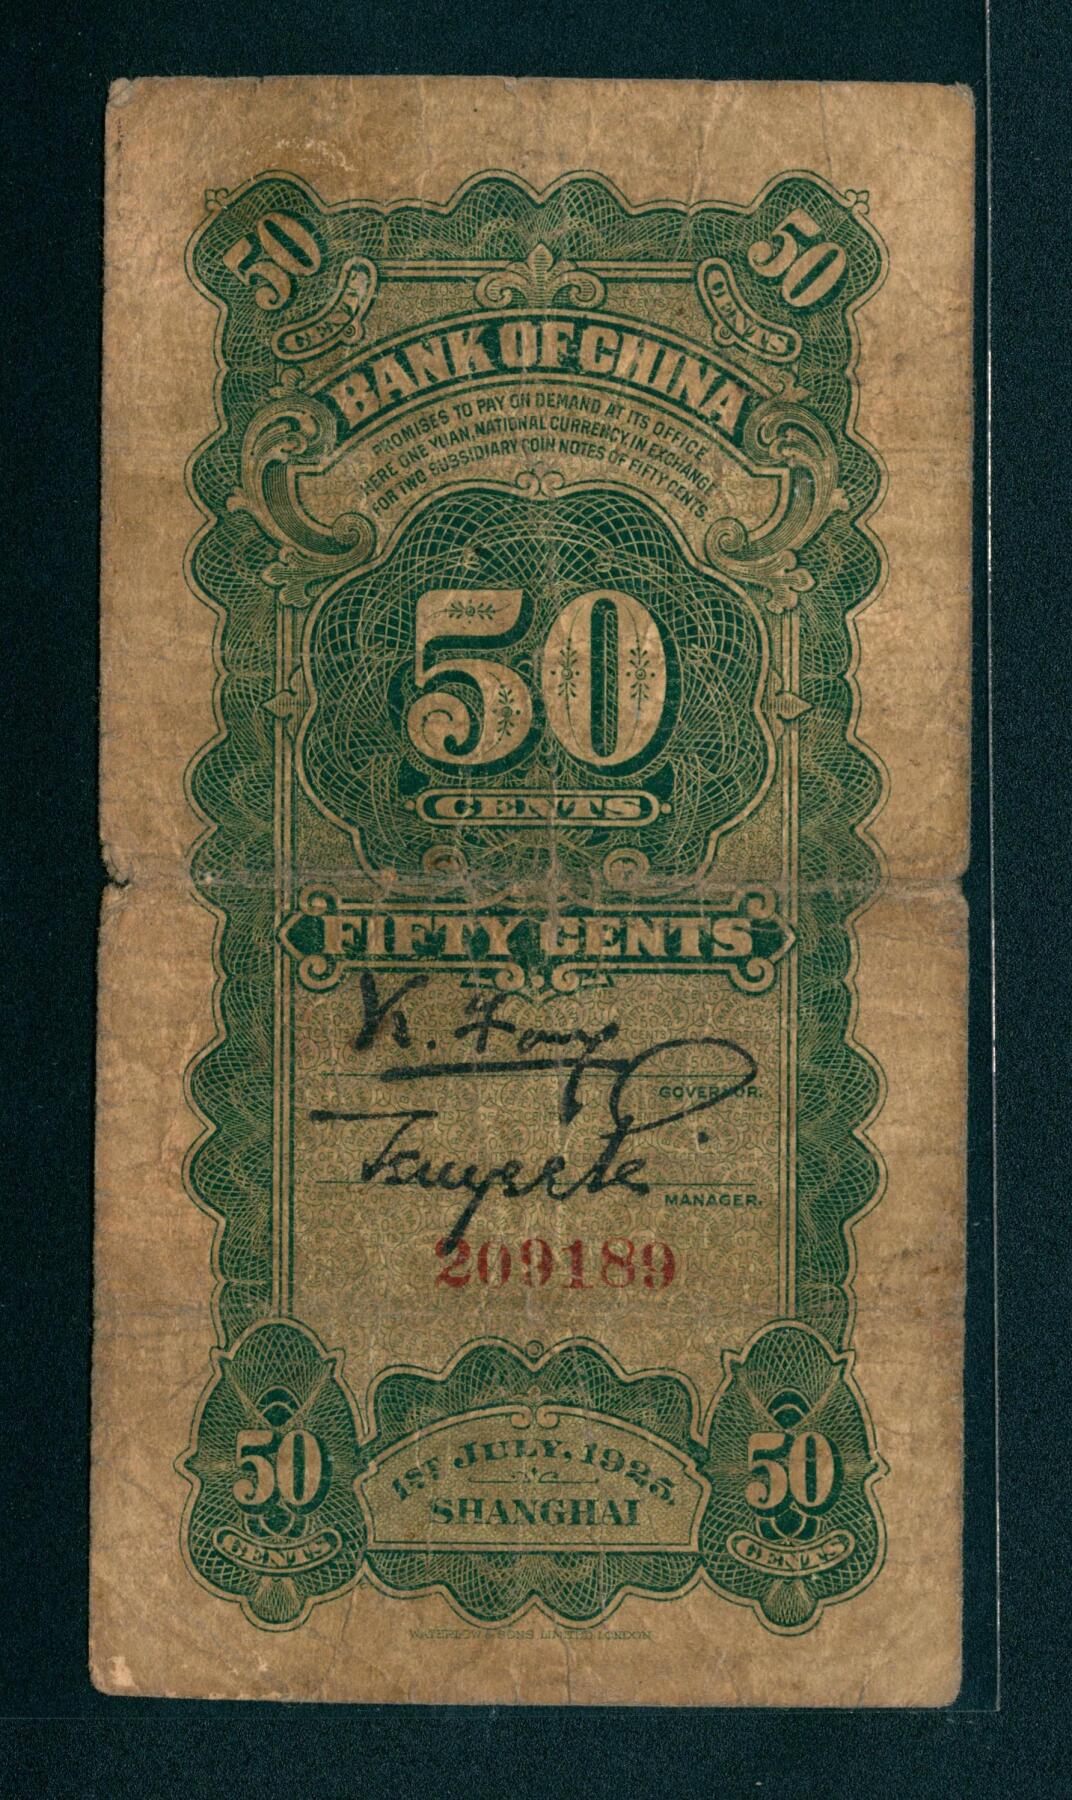 50 50
CENTS CENTS
BANK OF CHINA
PROMISES TO PAY ON DEMAND AT ITS OFFICE
HERE ONE YUAN, NATIONAL CURRENCY, IN EXCHANGE
FOR TWO SUBSIDIARY COIN NOTES OF FIFTY CENTS
50
CENTS
FIFTY CENTS
GOVERNOR.
MANAGER.
209189
1ST JULY, 1925.
SHANGHAI
50 50
CENTS CENTS
WATERLOW & SONS LIMITED, LONDON